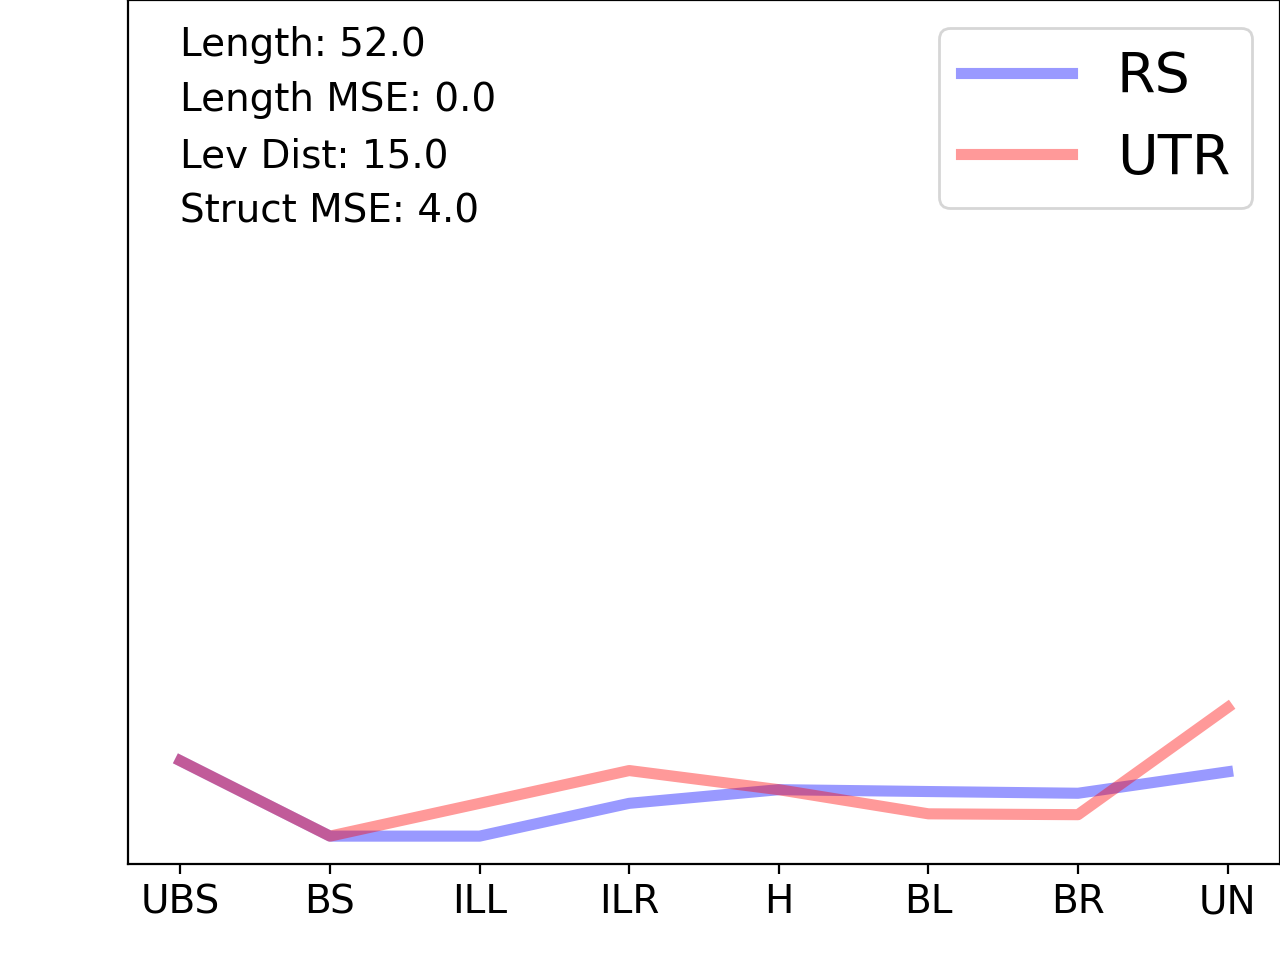 Length: 52.0
Length MSE: 0.0
Lev Dist: 15.0
Struct MSE: 4.0
RS
UTR
UBS BS ILL ILR H BL BR UN